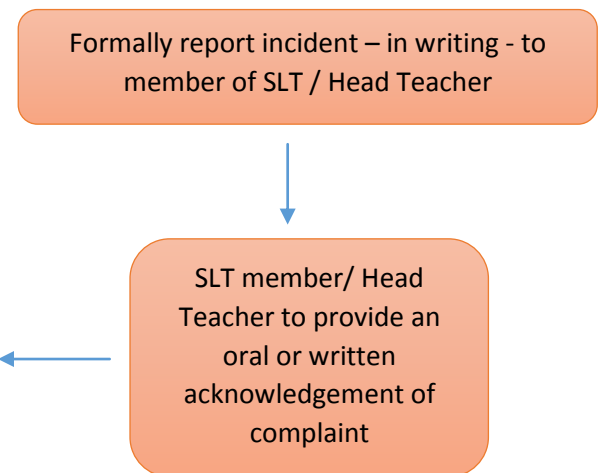 Formally report incident – in writing - to
member of SLT / Head Teacher
SLT member/ Head
Teacher to provide an
oral or written
acknowledgement of
complaint